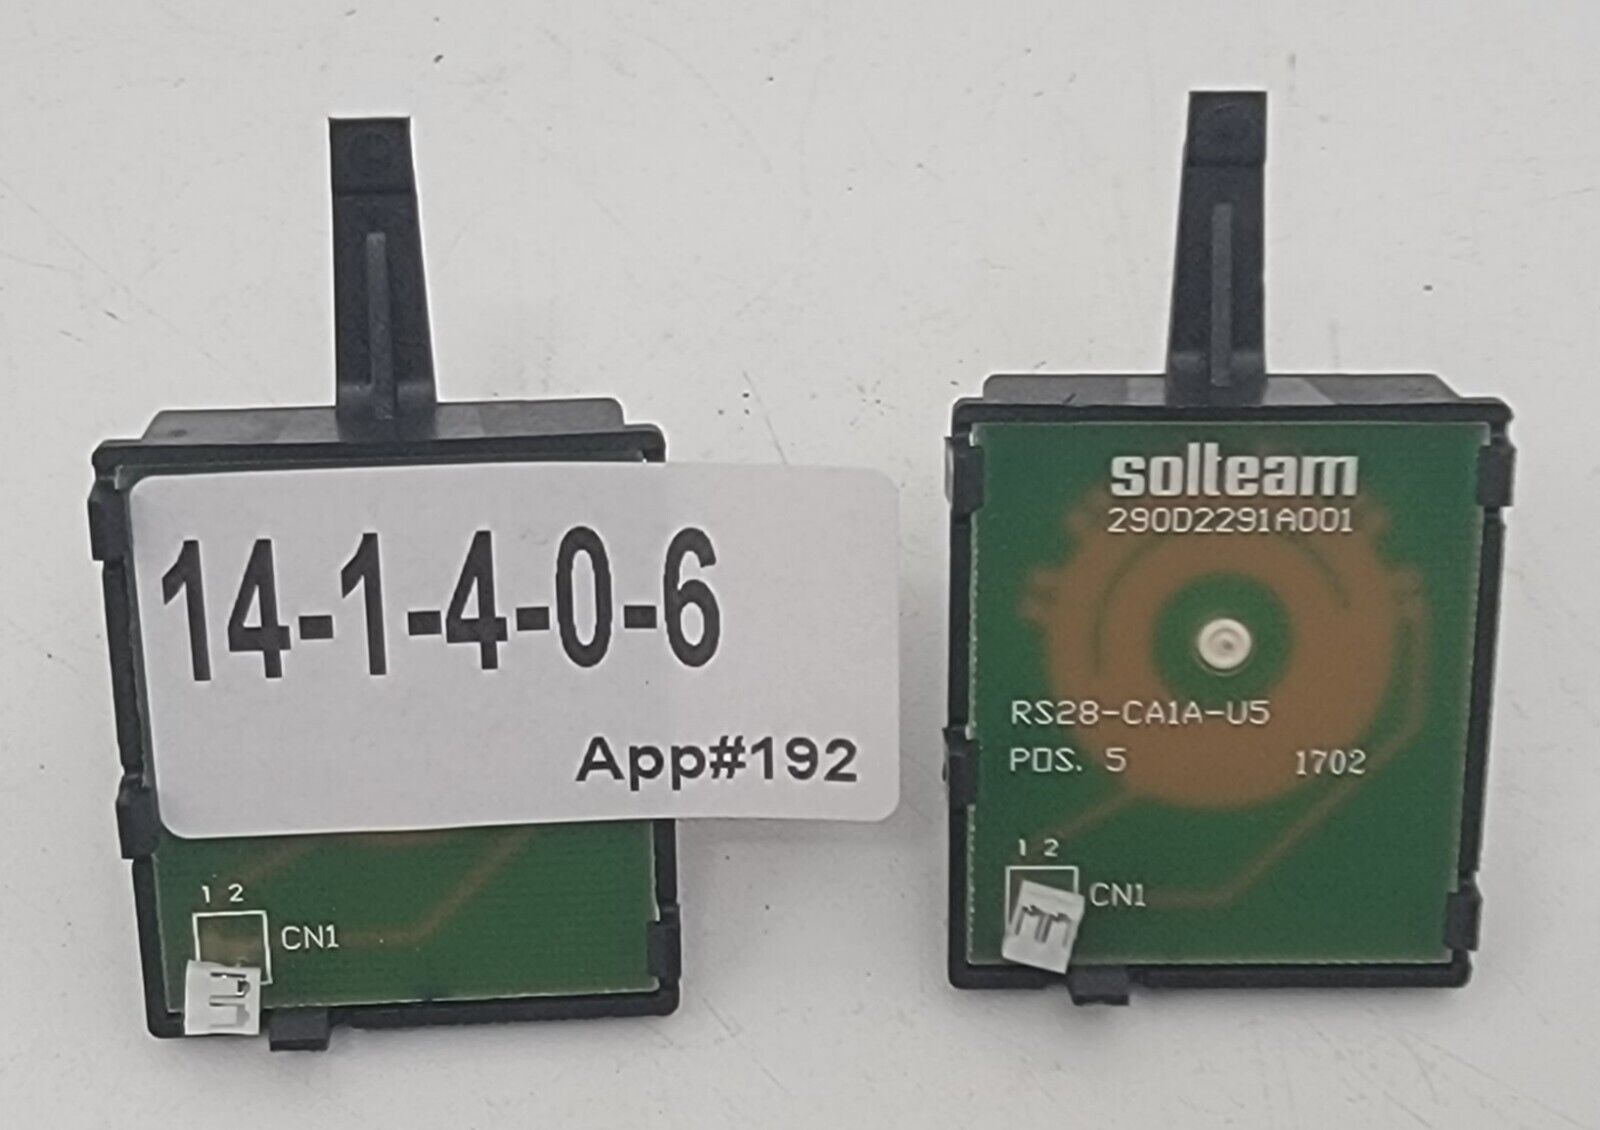 14-1-4-0-6
App#192
1 2
CN1
solteam
290D2291A001
RS28-CA1A-U5
POS. 5 1702
1 2
CN1